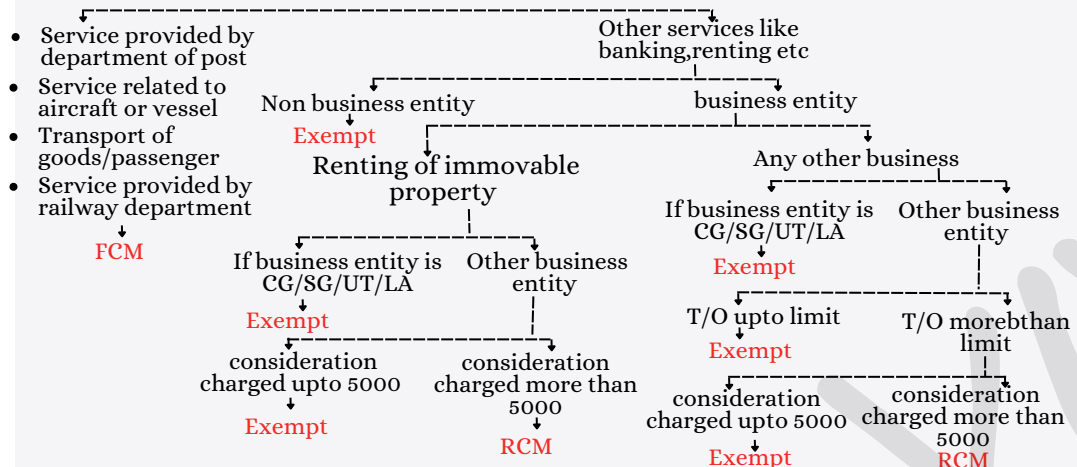 • Service provided by
department of post
• Service related to
aircraft or vessel
• Transport of
goods/passenger
• Service provided by
railway department
FCM
Other services like
banking,renting etc
Non business entity
Exempt
business entity
Renting of immovable
property
If business entity is
CG/SG/UT/LA
Exempt
Other business
entity
consideration
charged upto 5000
Exempt
consideration
charged more than
5000
RCM
Any other business
If business entity is
CG/SG/UT/LA
Exempt
Other business
entity
T/O upto limit
Exempt
T/O morebthan
limit
consideration
charged upto 5000
Exempt
consideration
charged more than
5000
RCM